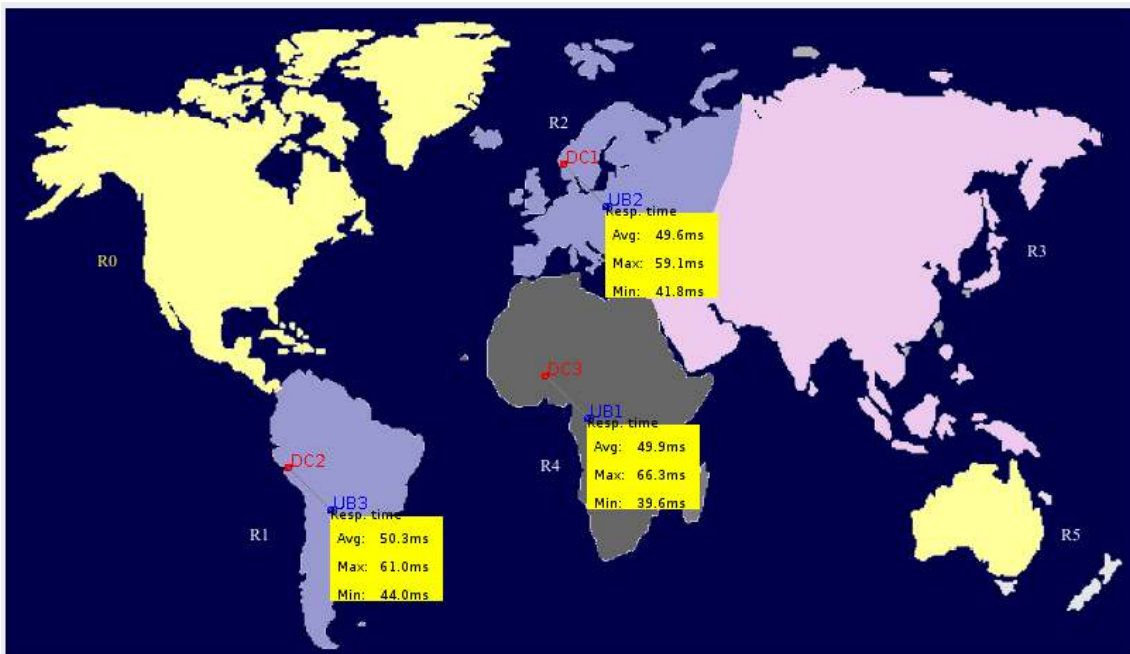 R2
DC1
UB2
Resp. time
Avg: 49.6ms
Max: 59.1ms
Min: 41.8ms
R0
R3
DC3
UB1
Resp. time
Avg: 49.9ms
Max: 66.3ms
Min: 39.6ms
R4
DC2
UB3
Resp. time
Avg: 50.3ms
Max: 61.0ms
Min: 44.0ms
R1
R5